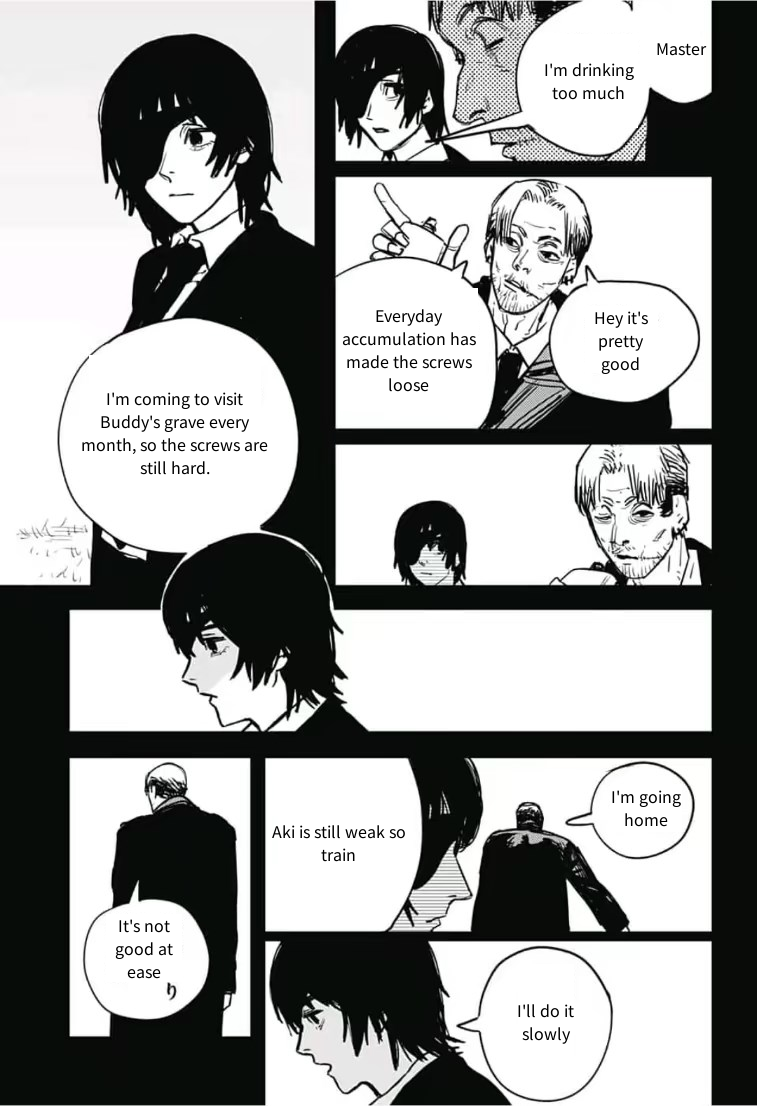 Master
I'm drinking
too much
Hey it's
pretty
good
Everyday
accumulation has
made the screws
loose
I'm coming to visit
Buddy's grave every
month, so the screws are
still hard.
I'm going
home
Aki is still weak so
train
It's not
good at
ease
り
I'll do it
slowly